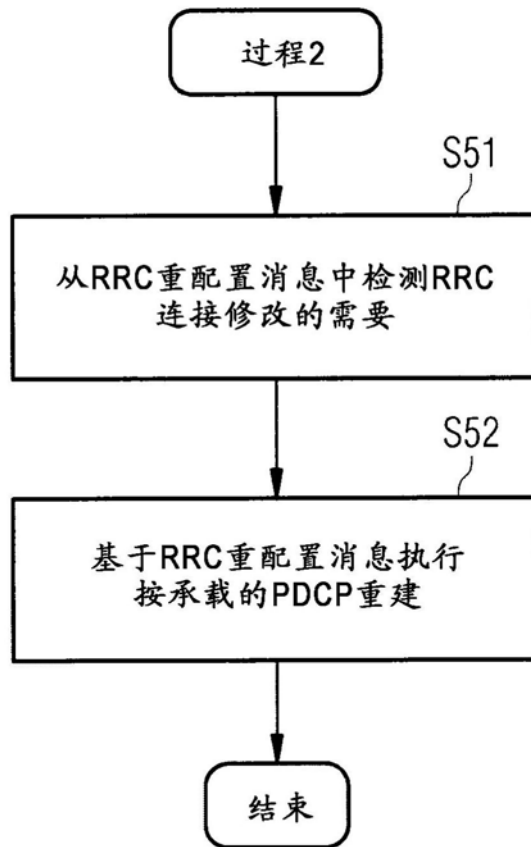 过程2
S51
从RRC重配置消息中检测RRC
连接修改的需要
S52
基于RRC重配置消息执行
按承载的PDCP重建
结束